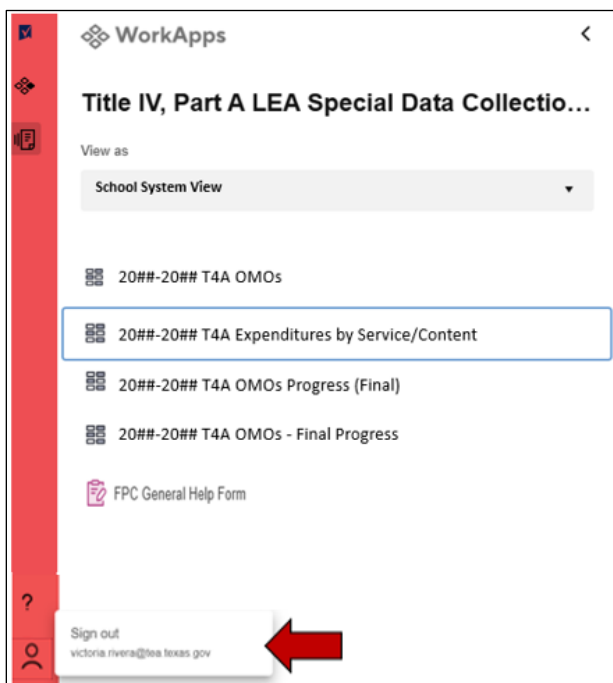 WorkApps
Title IV, Part A LEA Special Data Collectio...
View as
School System View
20##-20## T4A OMOs
20##-20## T4A Expenditures by Service/Content
20##-20## T4A OMOs Progress (Final)
20##-20## T4A OMOs - Final Progress
FPC General Help Form
?
Sign out
victoria.rivera@tea.texas.gov